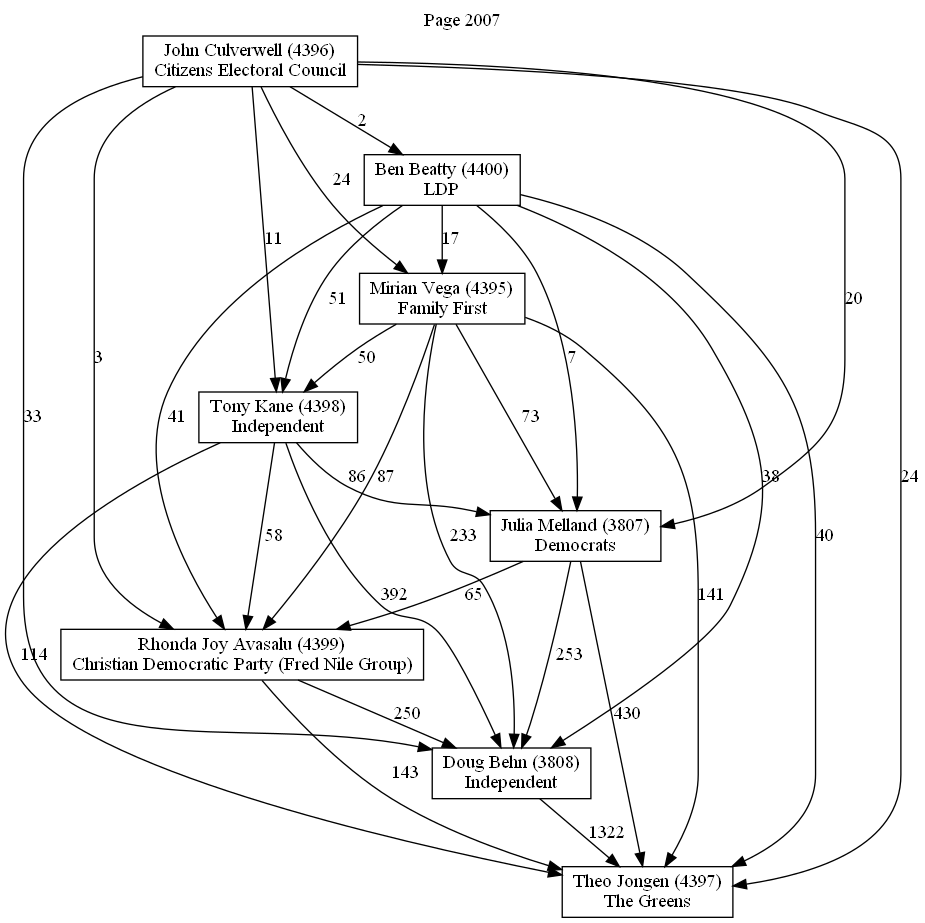 Page 2007
John Culverwell (4396)
Citizens Electoral Council
2
Ben Beatty (4400)
LDP
24
11
17
Mirian Vega (4395)
Family First
51
20
3
50
7
Tony Kane (4398)
Independent
33
41
73
86
87
38
24
Julia Melland (3807)
Democrats
58
233
40
392
65
141
Rhonda Joy Avasalu (4399)
Christian Democratic Party (Fred Nile Group)
114
253
250
430
Doug Behn (3808)
Independent
143
1322
Theo Jongen (4397)
The Greens